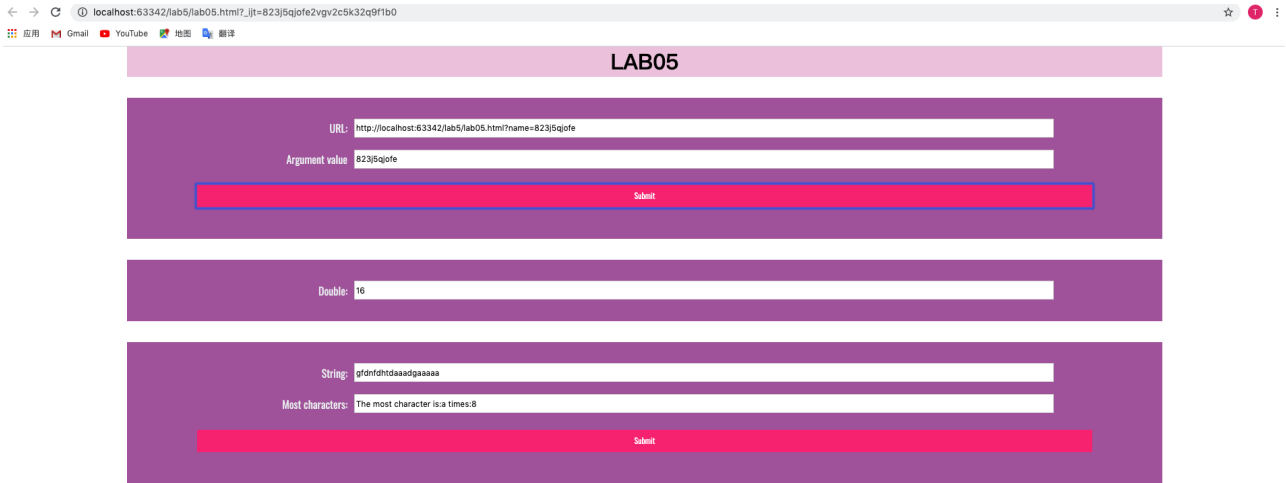 localhost:63342/lab5/lab05.html?_ijt=823j5qjofe2vgv2c5k32q9f1b0
T
应用 Gmail YouTube 地图 翻译
LAB05
URL: http://localhost:63342/lab5/lab05.html?name=823j5qjofe
Argument value 823j5qjofe
Submit
Double: 16
String: gfdnfdhtdaaadgaaaaa
Most characters: The most character is:a times:8
Submit